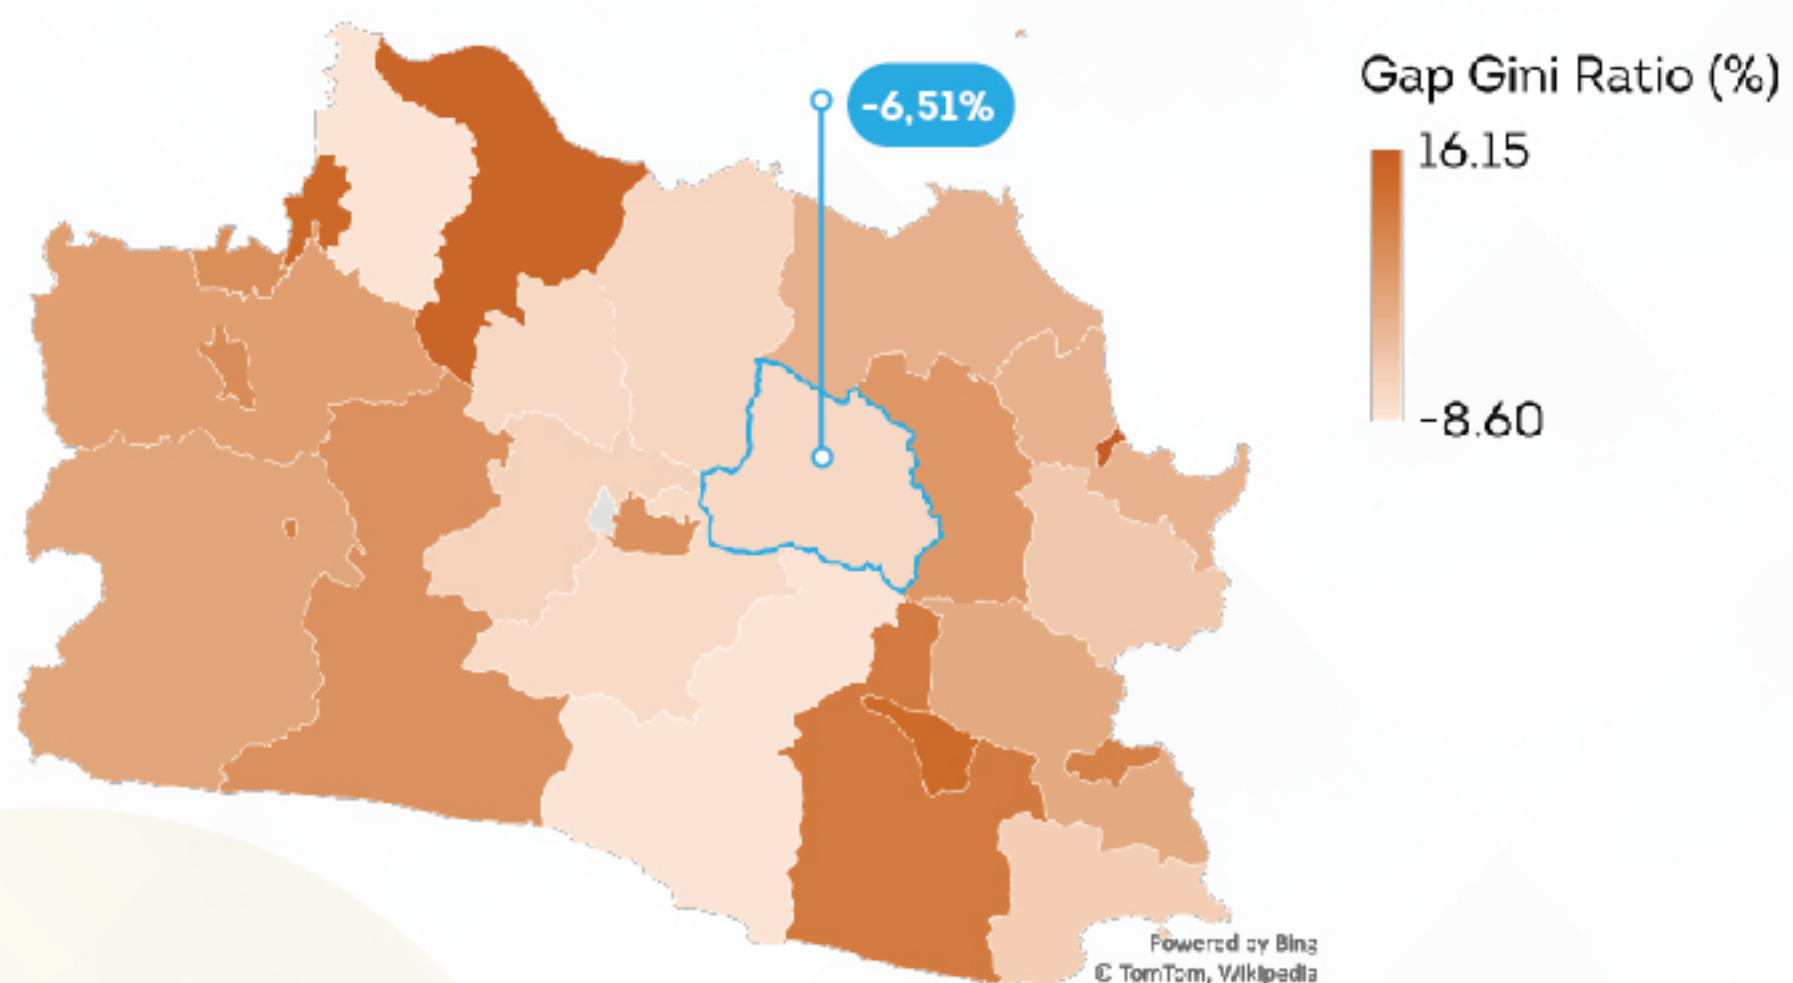 -6,51%
Gap Gini Ratio (%)
16.15
-8.60
Powered by Bing
© TomTom, Wikipedia